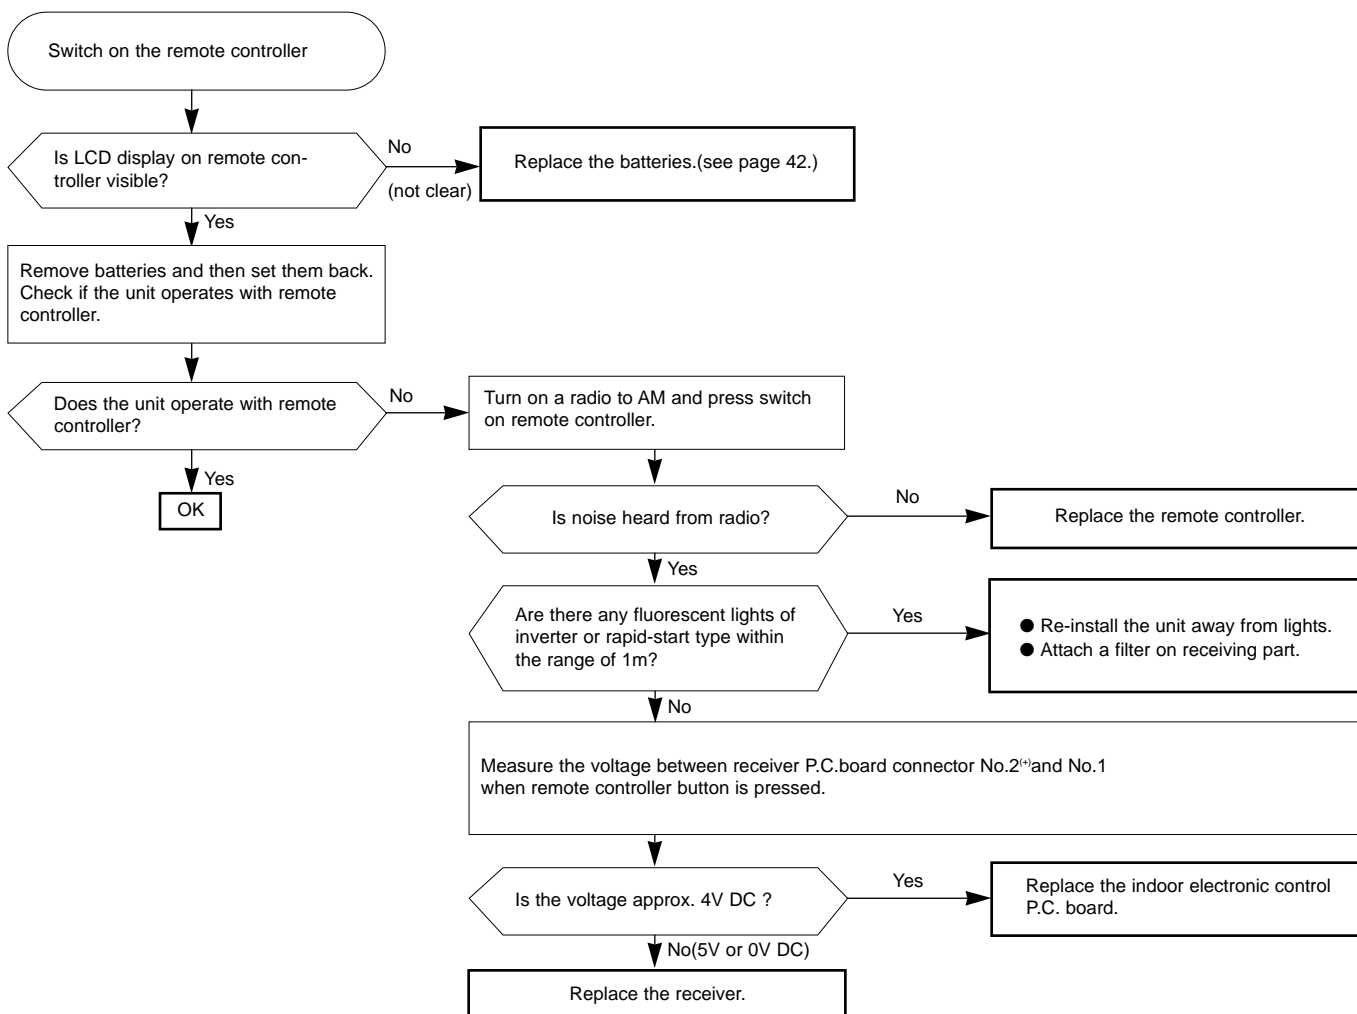 Switch on the remote controller
Is LCD display on remote con-
troller visible?
No
(not clear)
Replace the batteries.(see page 42.)
Yes
Remove batteries and then set them back.
Check if the unit operates with remote
controller.
Does the unit operate with remote
controller?
No
Turn on a radio to AM and press switch
on remote controller.
Yes
OK
Is noise heard from radio?
No
Replace the remote controller.
Yes
Are there any fluorescent lights of
inverter or rapid-start type within
the range of 1m?
Yes
● Re-install the unit away from lights.
● Attach a filter on receiving part.
No
Measure the voltage between receiver P.C.board connector No.2(+)and No.1
when remote controller button is pressed.
Is the voltage approx. 4V DC ?
Yes
Replace the indoor electronic control
P.C. board.
No(5V or 0V DC)
Replace the receiver.